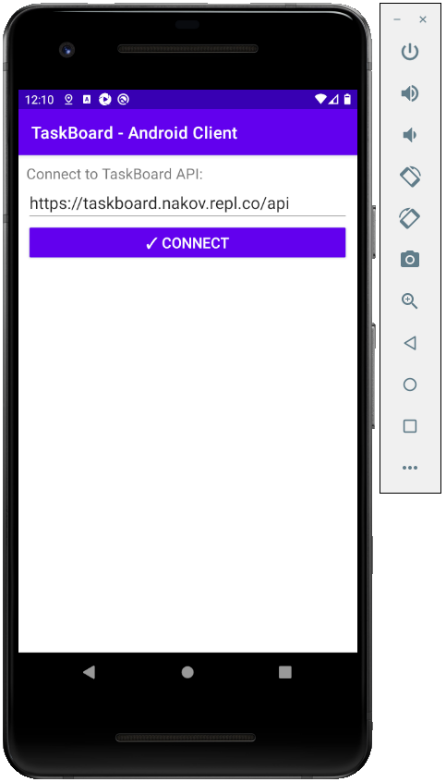 12:10
TaskBoard - Android Client
Connect to TaskBoard API:
https://taskboard.nakov.repl.co/api
✓ CONNECT